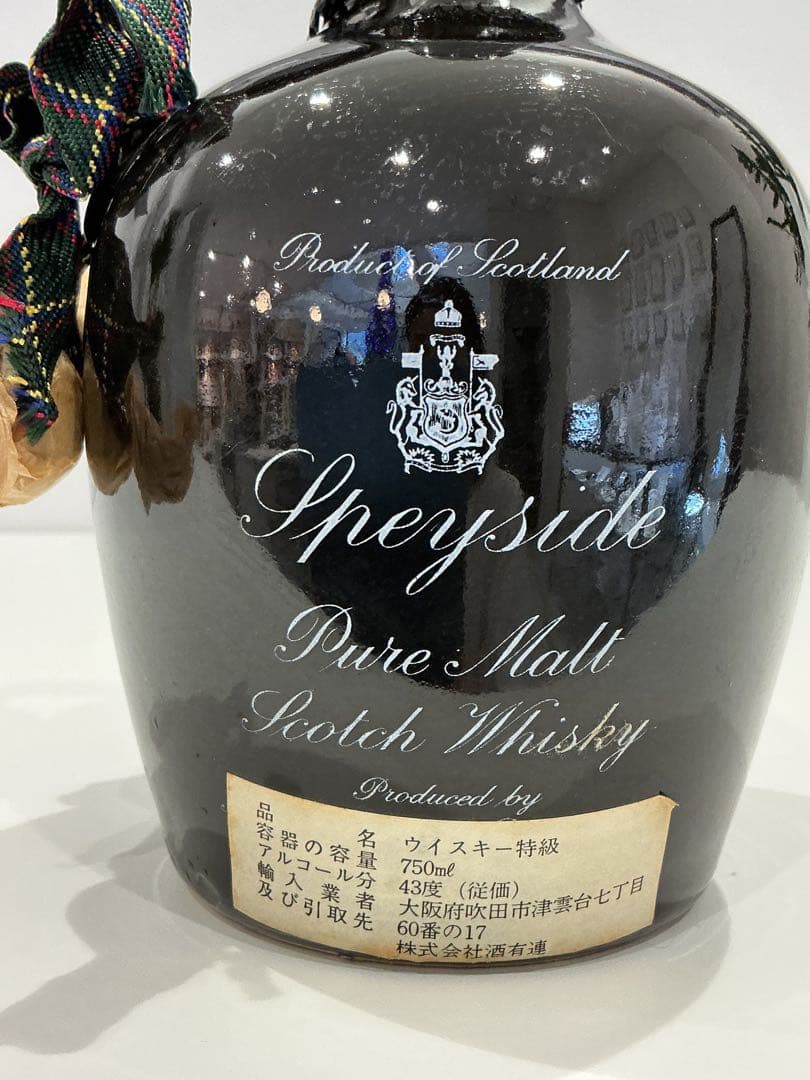 Product of Scotland
Speyside
Pure Malt
Scotch Whisky
Produced by
品名 ウイスキー特級
容器の容量 750mℓ
アルコール分 43度（従価）
輸入業者 大阪府吹田市津雲台七丁目
及び引取先 60番の17
株式会社酒有連